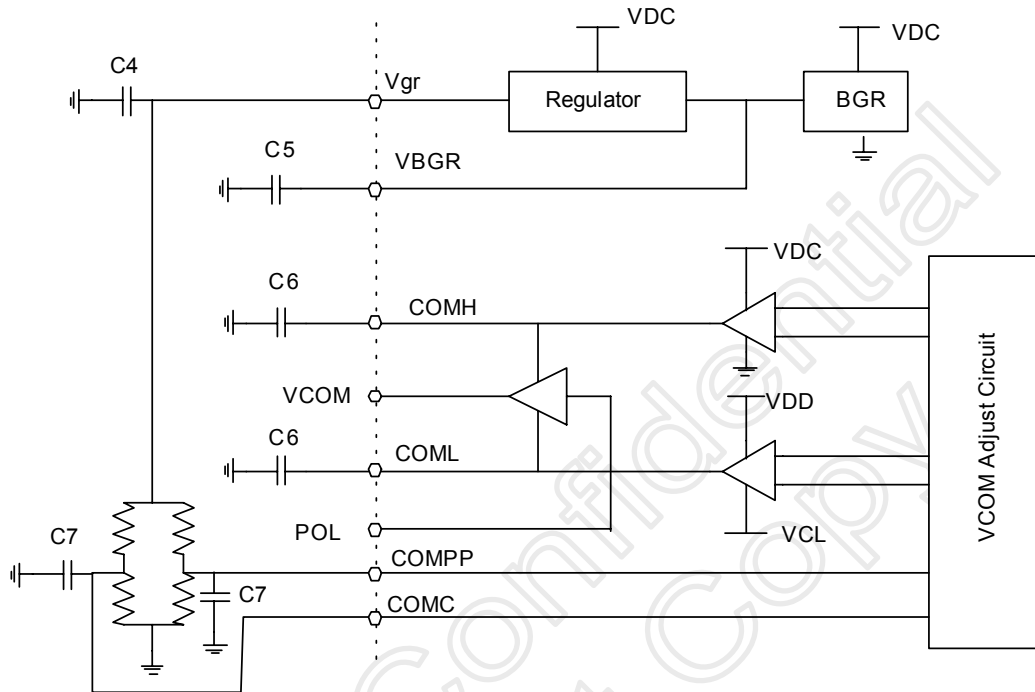 VDC
VDC
C4
Vgr
Regulator
BGR
C5
VBGR
VDC
C6
COMH
VCOM
VDD
C6
COML
VCOM Adjust Circuit
POL
VCL
C7
COMPP
C7
COMC
Confidential
Copy